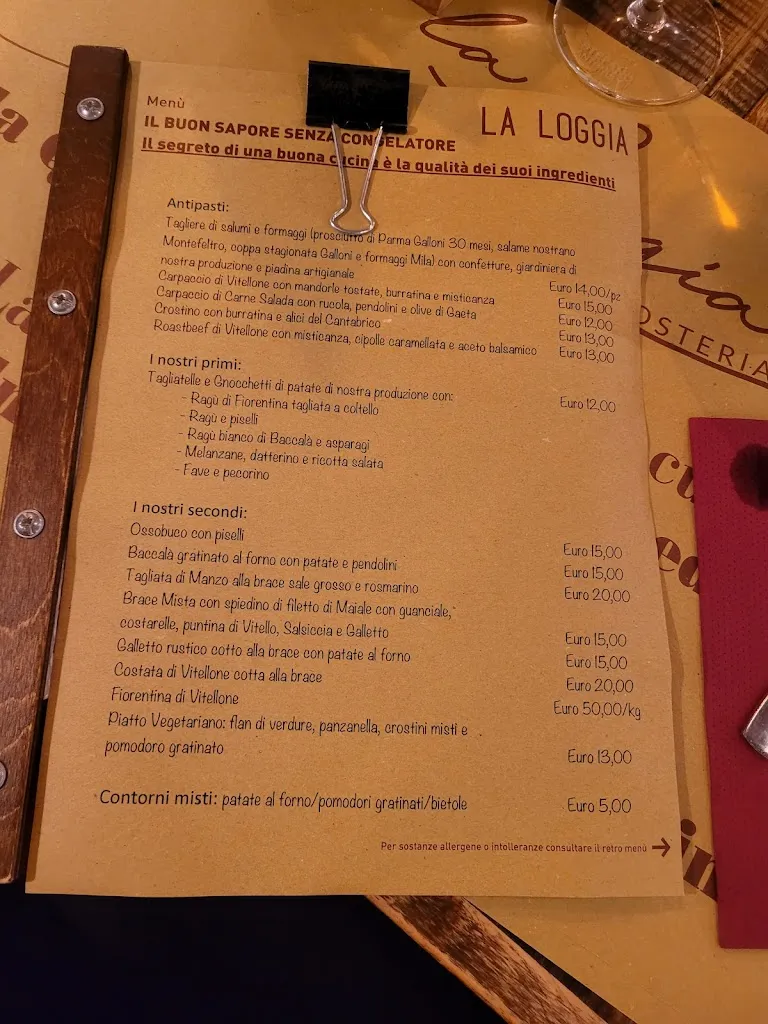 Menù
LA LOGGIA
IL BUON SAPORE SENZA CONGELATORE
Il segreto di una buona cucina è la qualità dei suoi ingredienti
Antipasti:
Tagliere di salumi e formaggi (prosciutto di Parma Galloni 30 mesi, salame nostrano
Montefeltro, coppa stagionata Galloni e formaggi Mila) con confetture, giardiniera di
nostra produzione e piadina artigianale Euro 14,00/pz
Carpaccio di Vitellone con mandorle tostate, burratina e misticanza Euro 15,00
Carpaccio di Carne Salada con rucola, pendolini e olive di Gaeta Euro 12,00
Crostino con burratina e alici del Cantabrico Euro 13,00
Roastbeef di Vitellone con misticanza, cipolle caramellata e aceto balsamico Euro 13,00
I nostri primi:
Tagliatelle e Gnocchetti di patate di nostra produzione con: Euro 12,00
- Ragù di Fiorentina tagliata a coltello
- Ragù e piselli
- Ragù bianco di Baccalà e asparagi
- Melanzane, datterino e ricotta salata
- Fave e pecorino
I nostri secondi:
Ossobuco con piselli Euro 15,00
Baccalà gratinato al forno con patate e pendolini Euro 15,00
Tagliata di Manzo alla brace sale grosso e rosmarino Euro 20,00
Brace Mista con spiedino di filetto di Maiale con guanciale,
costarelle, puntina di Vitello, Salsiccia e Galletto Euro 15,00
Galletto rustico cotto alla brace con patate al forno Euro 15,00
Costata di Vitellone cotta alla brace Euro 20,00
Fiorentina di Vitellone Euro 50,00/kg
Piatto Vegetariano: flan di verdure, panzanella, crostini misti e
pomodoro gratinato Euro 13,00
Contorni misti: patate al forno/pomodori gratinati/bietole Euro 5,00
Per sostanze allergene o intolleranze consultare il retro menù →
la
gia
OSTERIA